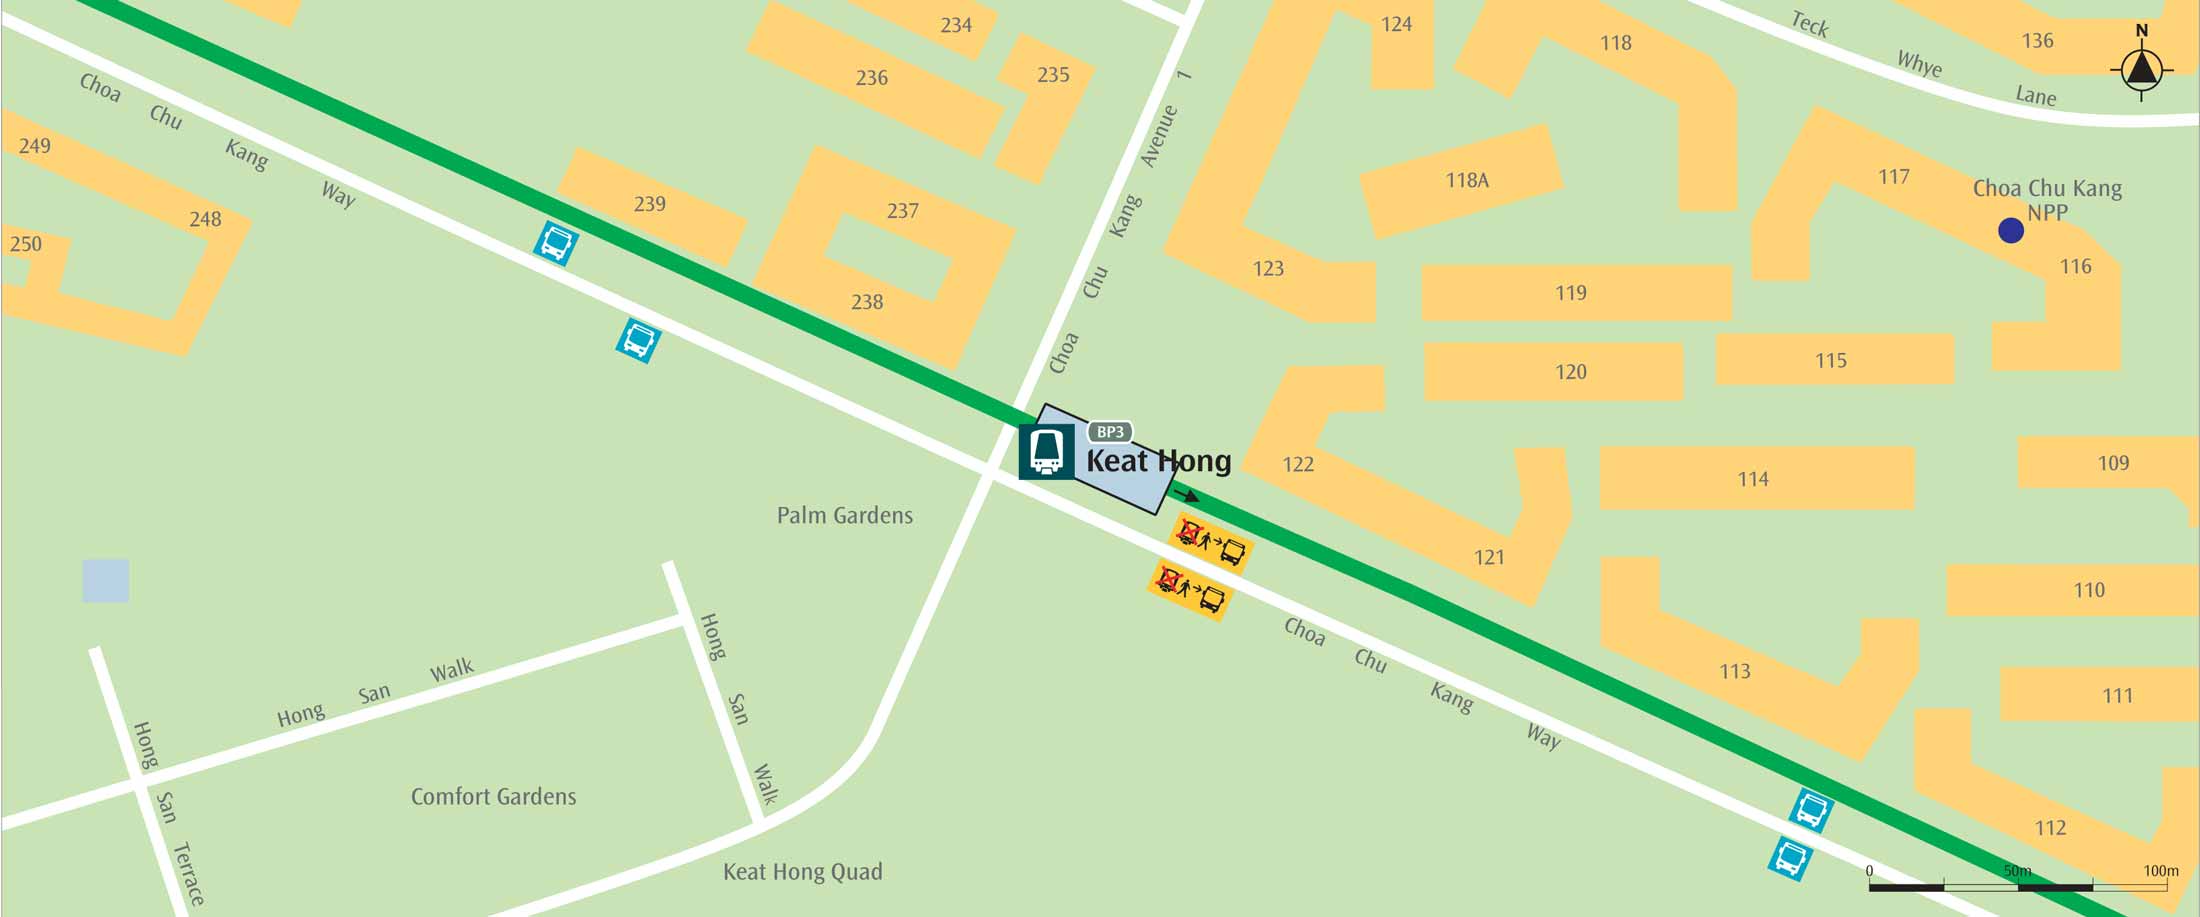 234
236
235
124
118
Teck Whye Lane
136
N
Choa Chu Kang Way
249
248
250
239
237
238
Choa Chu Kang Avenue 1
118A
117
Choa Chu Kang
NPP
116
123
119
120
115
BP3
Keat Hong
122
114
109
121
Palm Gardens
110
113
111
Choa Chu Kang Way
Hong San Walk
Hong San Walk
Hong San Terrace
Comfort Gardens
Keat Hong Quad
112
0 50m 100m